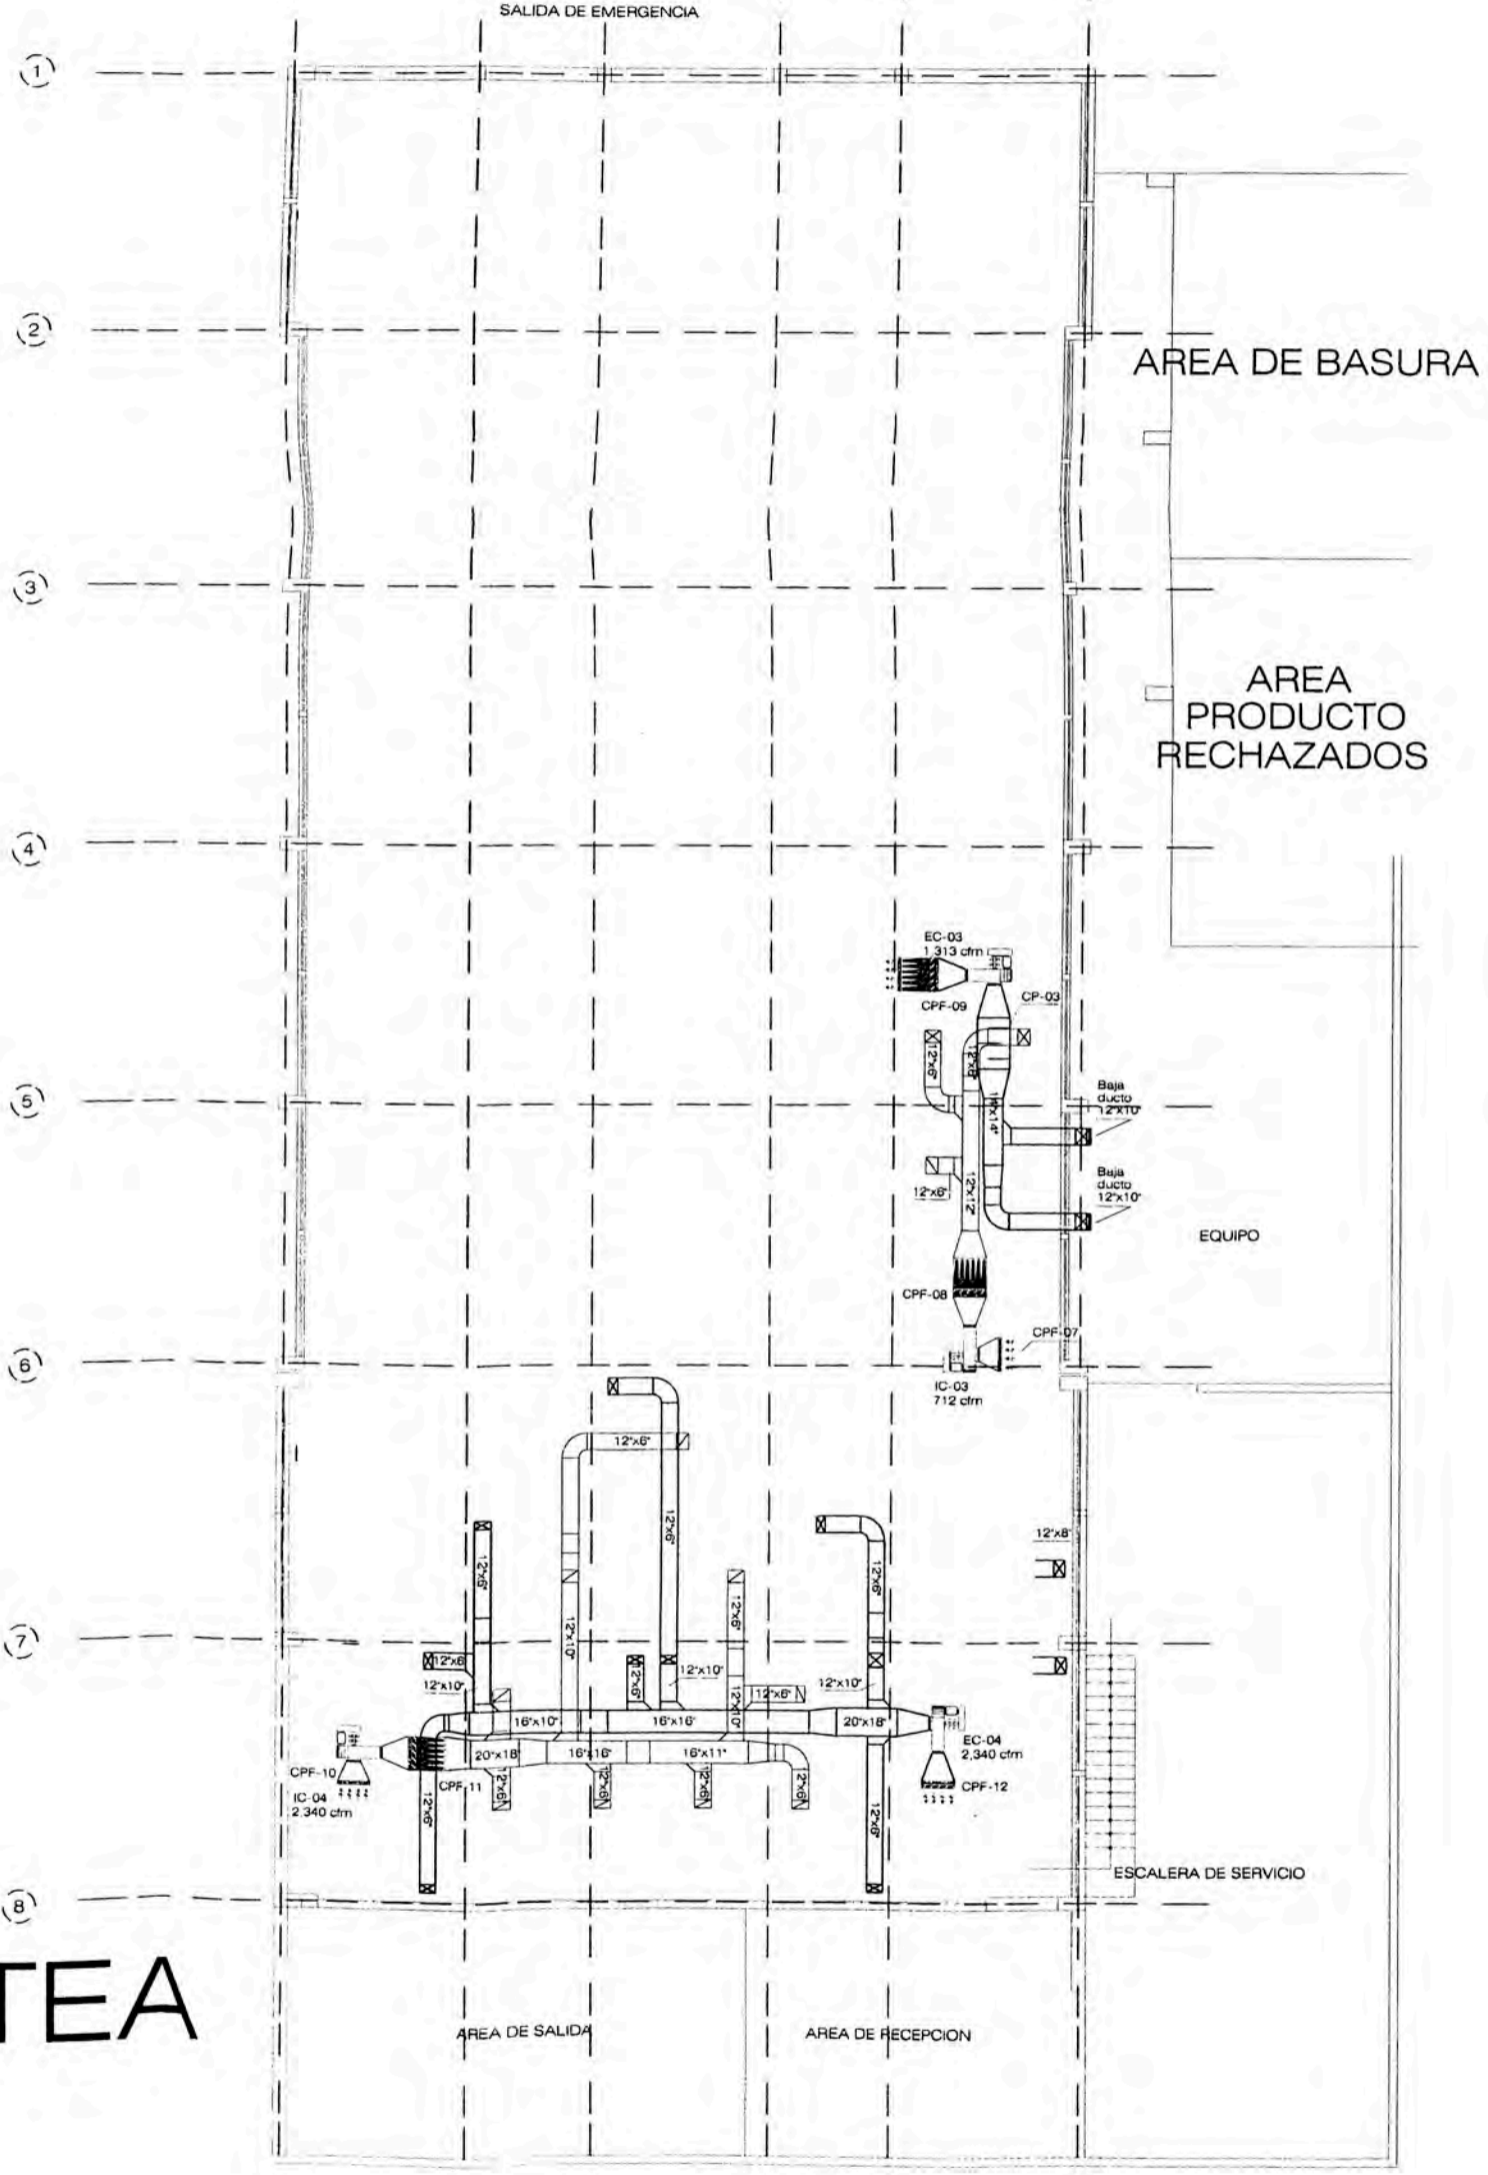 SALIDA DE EMERGENCIA
1
2
AREA DE BASURA
3
AREA
PRODUCTO
RECHAZADOS
4
EC-03
1,313 cfm
CPF-09
CP-03
12"x6"
12"x8"
5
Baja
ducto
12"x10"
18"x14"
Baja
ducto
12"x10"
12"x6"
12"x12"
EQUIPO
CPF-08
CPF-07
6
IC-03
712 cfm
12"x6"
12"x6"
12"x8"
12"x6"
12"x6"
12"x6"
12"x10"
7
12"x6"
12"x10"
12"x6"
12"x10"
12"x10"
12"x6"
12"x10"
16"x10"
16"x16"
20"x18"
EC-04
2,340 cfm
CPF-12
CPF-10
IC-04
2,340 cfm
CPF-11
20"x18"
16"x16"
16"x11"
12"x6"
12"x6"
12"x6"
12"x6"
12"x6"
12"x6"
ESCALERA DE SERVICIO
8
TEA
AREA DE SALIDA
AREA DE RECEPCION